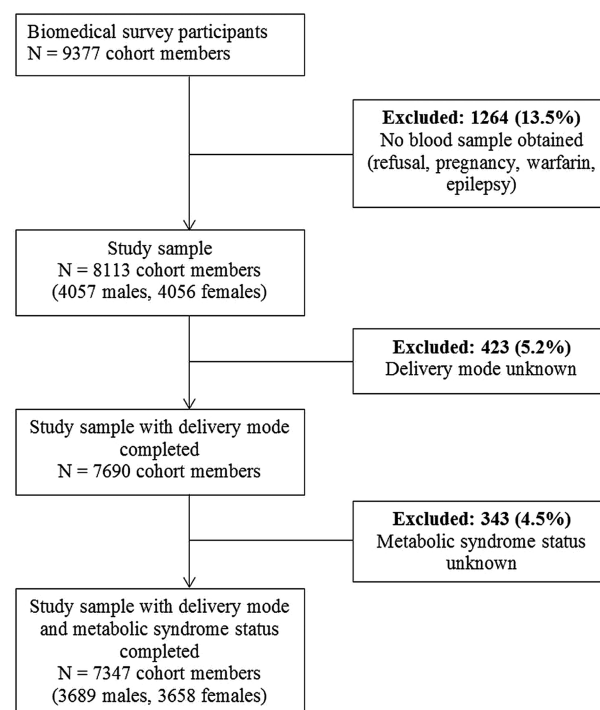 Biomedical survey participants
N = 9377 cohort members
Excluded: 1264 (13.5%)
No blood sample obtained
(refusal, pregnancy, warfarin,
epilepsy)
Study sample
N = 8113 cohort members
(4057 males, 4056 females)
Excluded: 423 (5.2%)
Delivery mode unknown
Study sample with delivery mode
completed
N = 7690 cohort members
Excluded: 343 (4.5%)
Metabolic syndrome status
unknown
Study sample with delivery mode
and metabolic syndrome status
completed
N = 7347 cohort members
(3689 males, 3658 females)